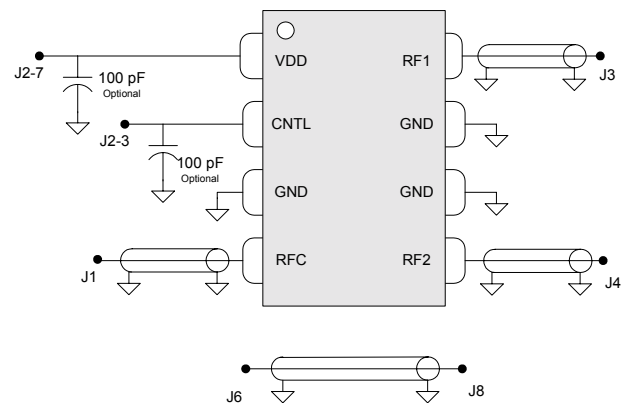 VDD
RF1
J2-7
100 pF
Optional
J3
CNTL
GND
J2-3
100 pF
Optional
GND
GND
J1
RFC
RF2
J4
J6
J8